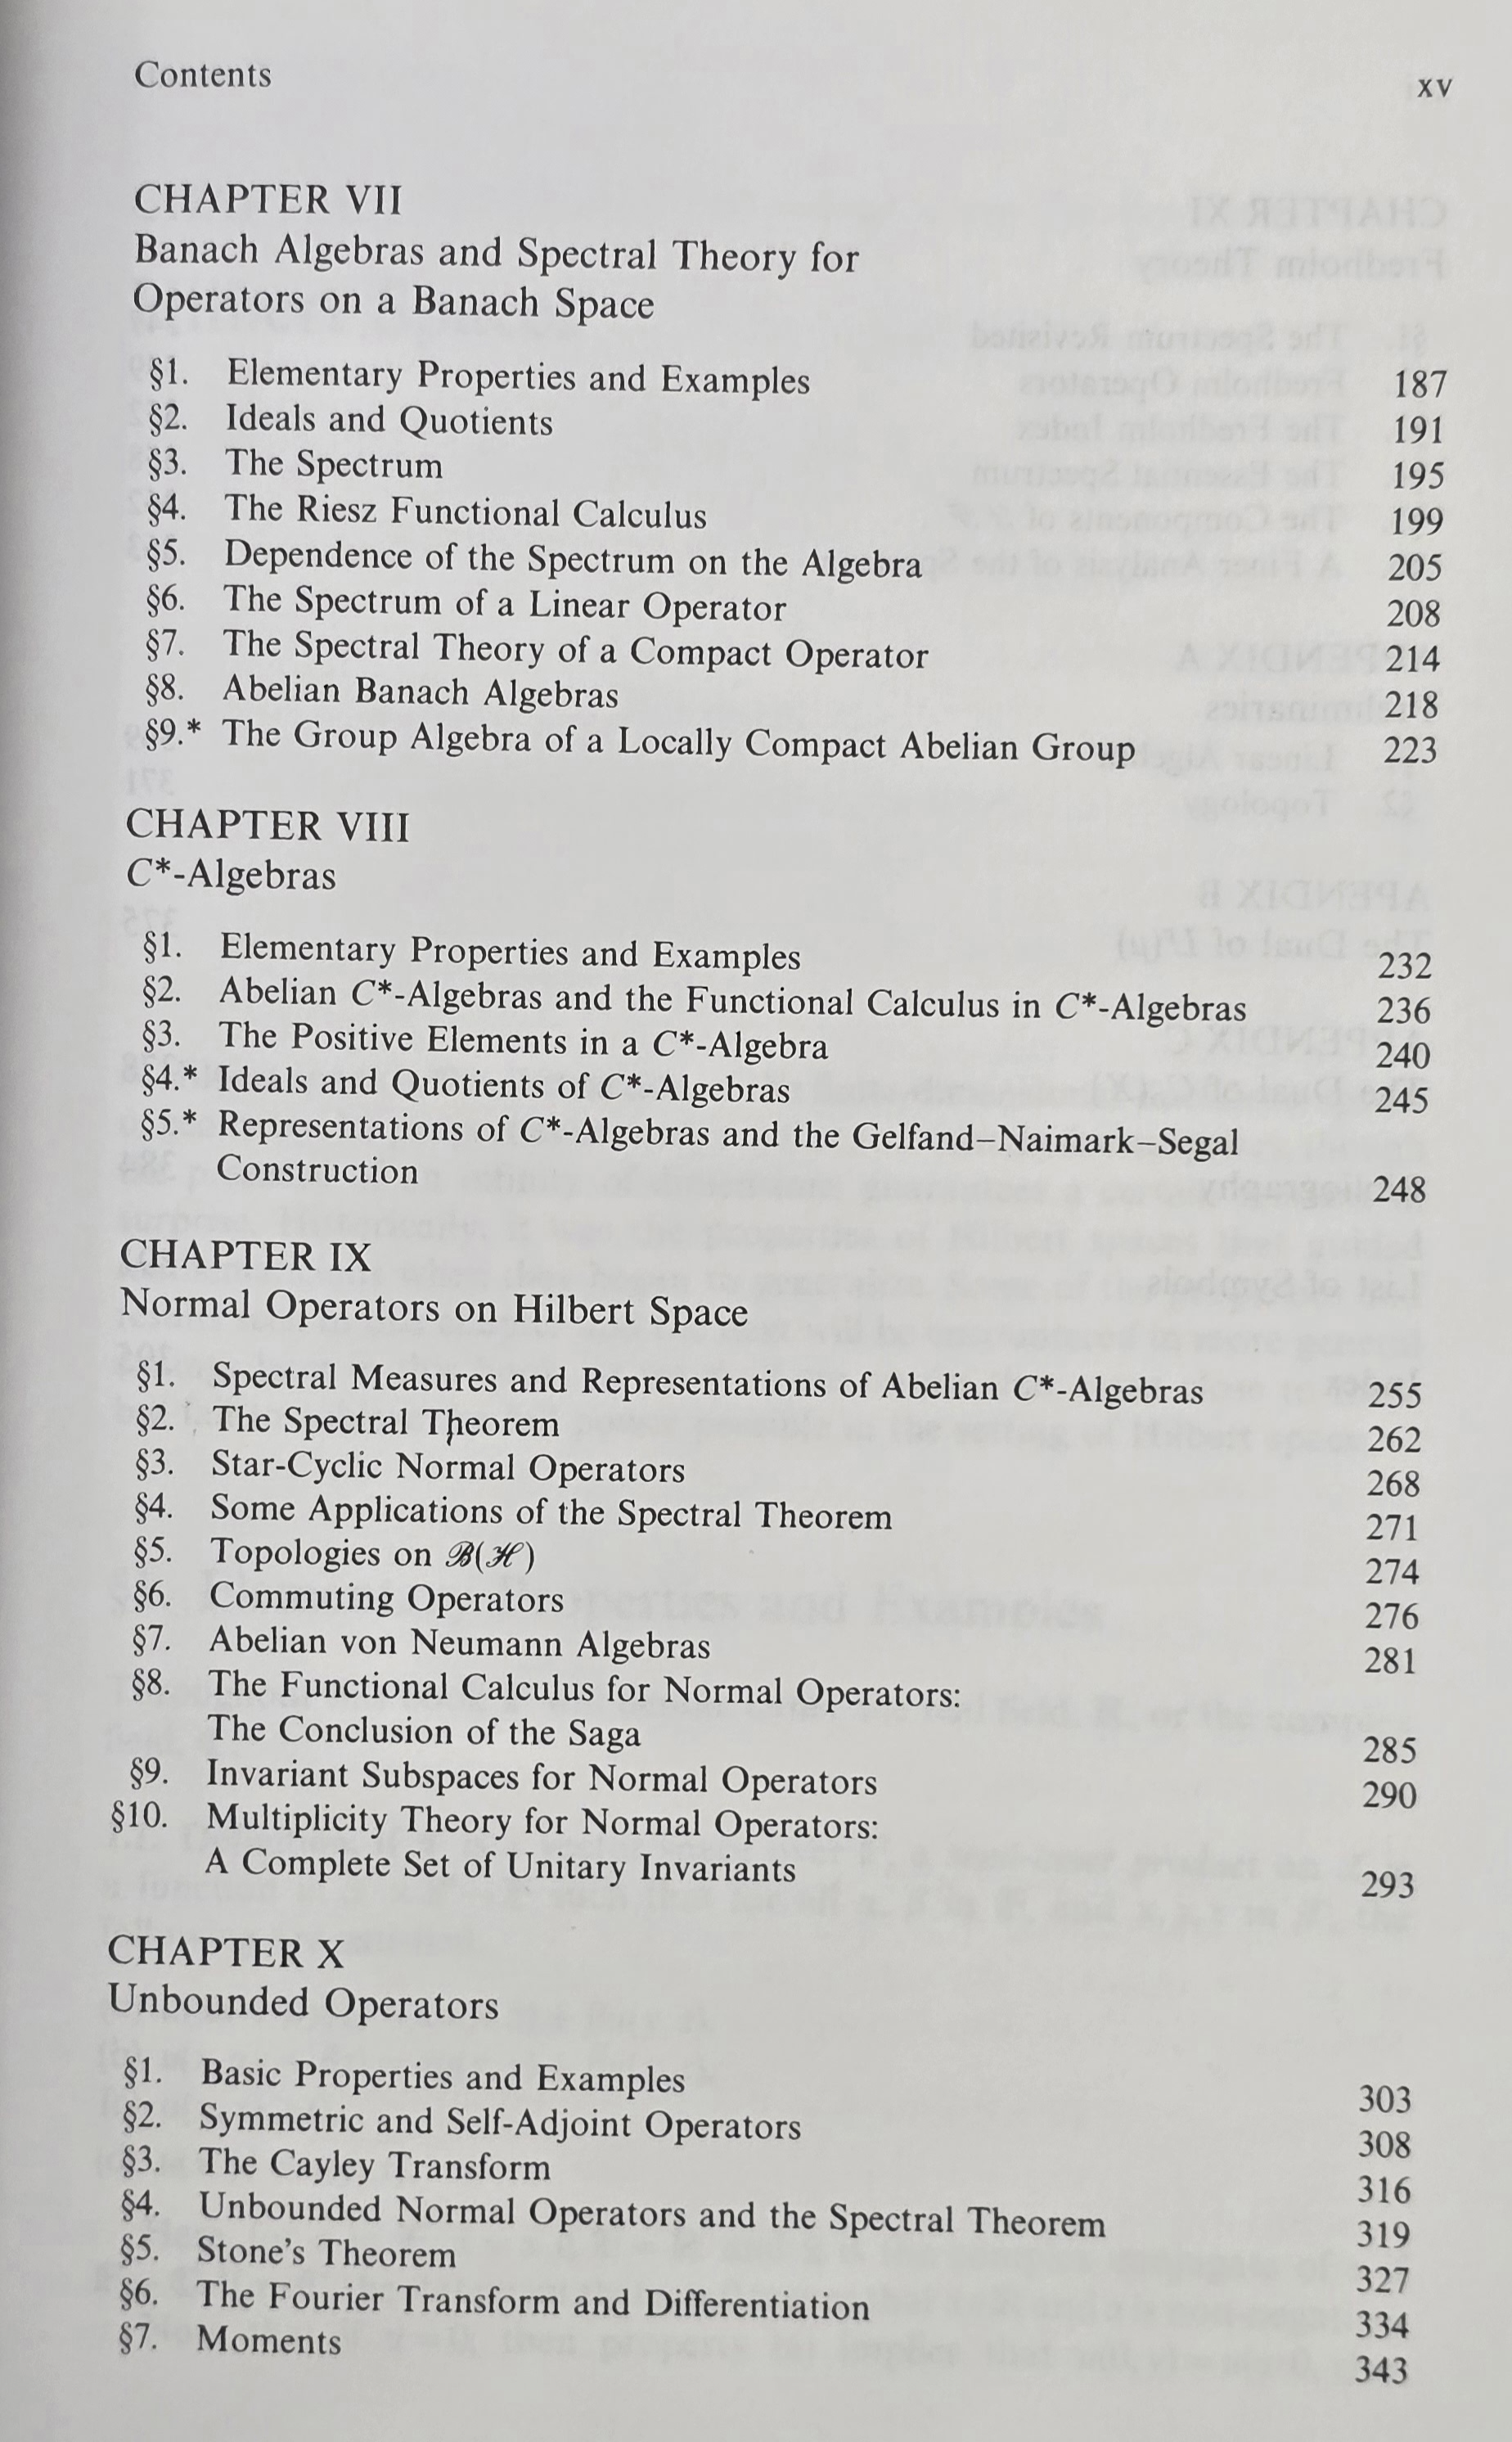 Contents xv
CHAPTER VII
Banach Algebras and Spectral Theory for
Operators on a Banach Space
§1. Elementary Properties and Examples 187
§2. Ideals and Quotients 191
§3. The Spectrum 195
§4. The Riesz Functional Calculus 199
§5. Dependence of the Spectrum on the Algebra 205
§6. The Spectrum of a Linear Operator 208
§7. The Spectral Theory of a Compact Operator 214
§8. Abelian Banach Algebras 218
§9.* The Group Algebra of a Locally Compact Abelian Group 223
CHAPTER VIII
C*-Algebras
§1. Elementary Properties and Examples 232
§2. Abelian C*-Algebras and the Functional Calculus in C*-Algebras 236
§3. The Positive Elements in a C*-Algebra 240
§4.* Ideals and Quotients of C*-Algebras 245
§5.* Representations of C*-Algebras and the Gelfand–Naimark–Segal
Construction 248
CHAPTER IX
Normal Operators on Hilbert Space
§1. Spectral Measures and Representations of Abelian C*-Algebras 255
§2. The Spectral Theorem 262
§3. Star-Cyclic Normal Operators 268
§4. Some Applications of the Spectral Theorem 271
§5. Topologies on ℬ(ℋ) 274
§6. Commuting Operators 276
§7. Abelian von Neumann Algebras 281
§8. The Functional Calculus for Normal Operators:
The Conclusion of the Saga 285
§9. Invariant Subspaces for Normal Operators 290
§10. Multiplicity Theory for Normal Operators:
A Complete Set of Unitary Invariants 293
CHAPTER X
Unbounded Operators
§1. Basic Properties and Examples 303
§2. Symmetric and Self-Adjoint Operators 308
§3. The Cayley Transform 316
§4. Unbounded Normal Operators and the Spectral Theorem 319
§5. Stone's Theorem 327
§6. The Fourier Transform and Differentiation 334
§7. Moments 343